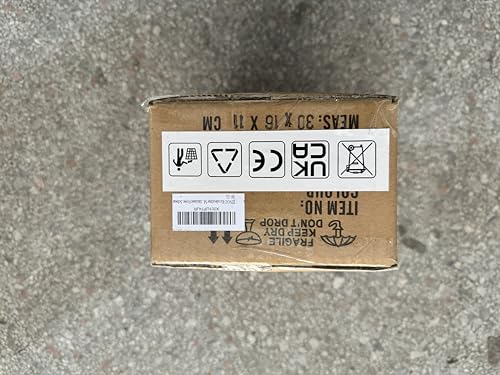 MEAS. 30 X 16 X 11 CM
UK
CA
CE
ITEM NO:
COLOUR
FRAGILE
KEEP DRY
DON'T DROP